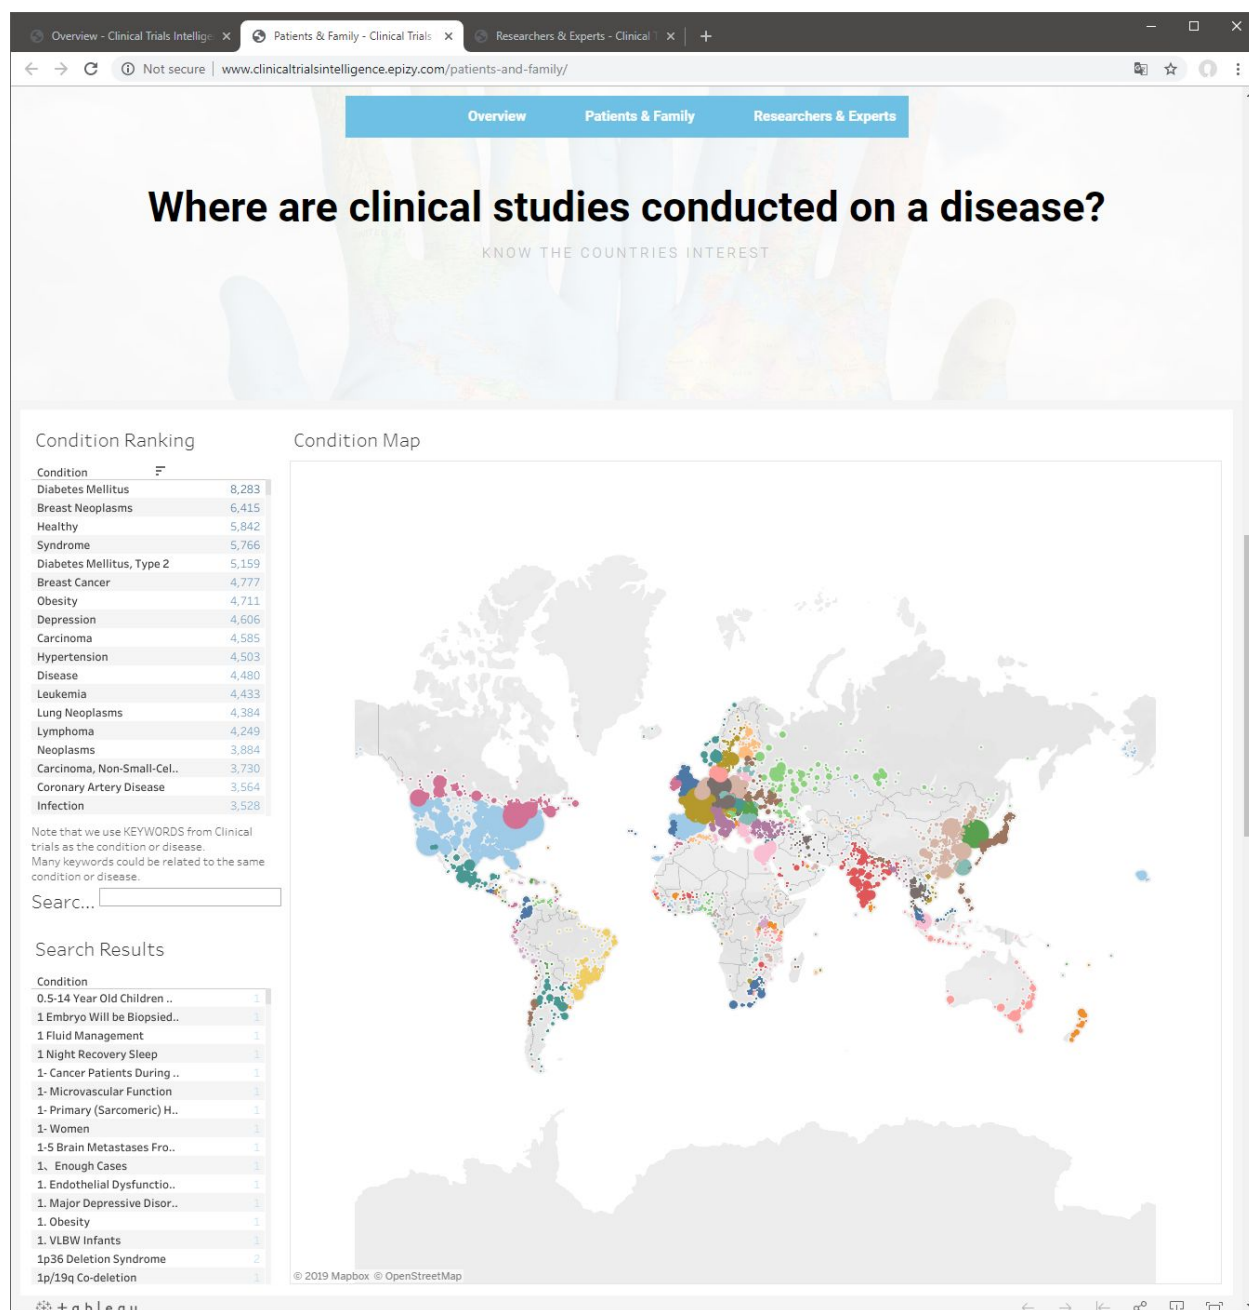 Overview - Clinical Trials Intellige
Patients & Family - Clinical Trials
Researchers & Experts - Clinical T
Not secure | www.clinicaltrialsintelligence.epizy.com/patients-and-family/
Overview Patients & Family Researchers & Experts
Where are clinical studies conducted on a disease?
KNOW THE COUNTRIES INTEREST
Condition Ranking
Condition
Diabetes Mellitus 8,283
Breast Neoplasms 6,415
Healthy 5,842
Syndrome 5,766
Diabetes Mellitus, Type 2 5,159
Breast Cancer 4,777
Obesity 4,711
Depression 4,606
Carcinoma 4,585
Hypertension 4,503
Disease 4,480
Leukemia 4,433
Lung Neoplasms 4,384
Lymphoma 4,249
Neoplasms 3,884
Carcinoma, Non-Small-Cel.. 3,730
Coronary Artery Disease 3,564
Infection 3,528
Note that we use KEYWORDS from Clinical
trials as the condition or disease.
Many keywords could be related to the same
condition or disease.
Searc...
Search Results
Condition
0.5-14 Year Old Children .. 1
1 Embryo Will be Biopsied.. 1
1 Fluid Management 1
1 Night Recovery Sleep 1
1- Cancer Patients During .. 1
1- Microvascular Function 1
1- Primary (Sarcomeric) H.. 1
1- Women 1
1-5 Brain Metastases Fro.. 1
1、Enough Cases 1
1. Endothelial Dysfunctio.. 1
1. Major Depressive Disor.. 1
1. Obesity 1
1. VLBW Infants 1
1p36 Deletion Syndrome 2
1p/19q Co-deletion 1
Condition Map
© 2019 Mapbox © OpenStreetMap
+ a b l e a u